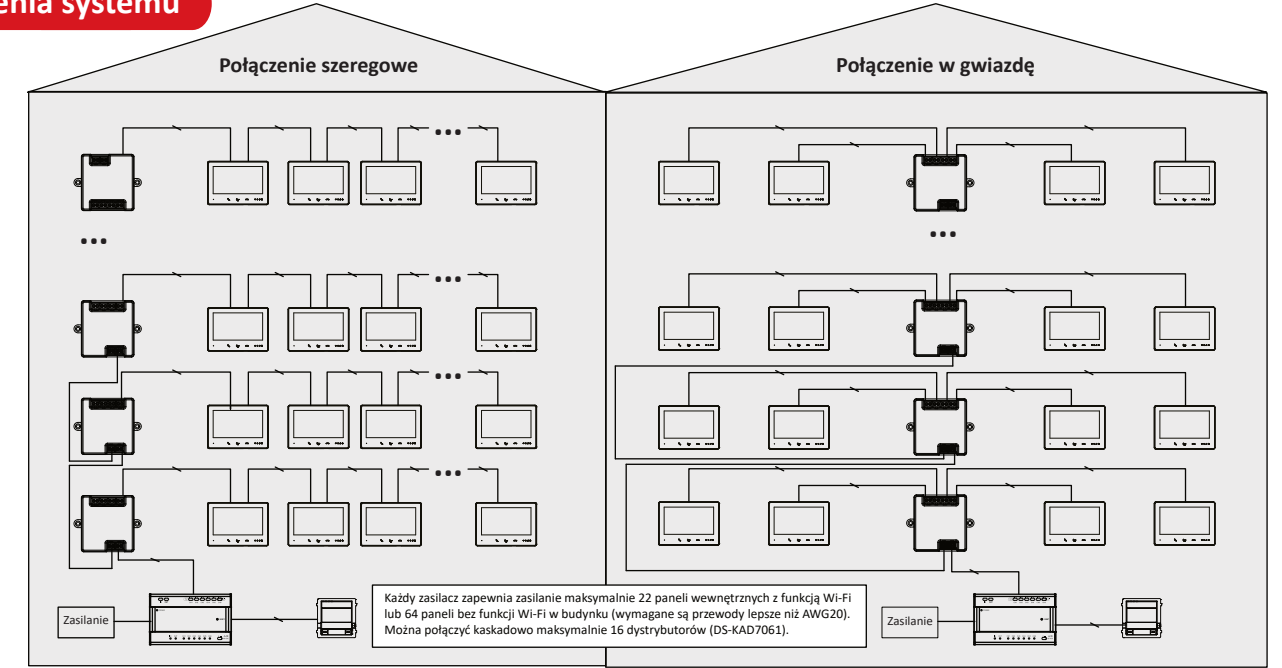 enia systemu
Połączenie szeregowe
Połączenie w gwiazdę
Zasilanie
Każdy zasilacz zapewnia zasilanie maksymalnie 22 paneli wewnętrznych z funkcją Wi-Fi
lub 64 paneli bez funkcji Wi-Fi w budynku (wymagane są przewody lepsze niż AWG20).
Można połączyć kaskadowo maksymalnie 16 dystrybutorów (DS-KAD7061).
Zasilanie